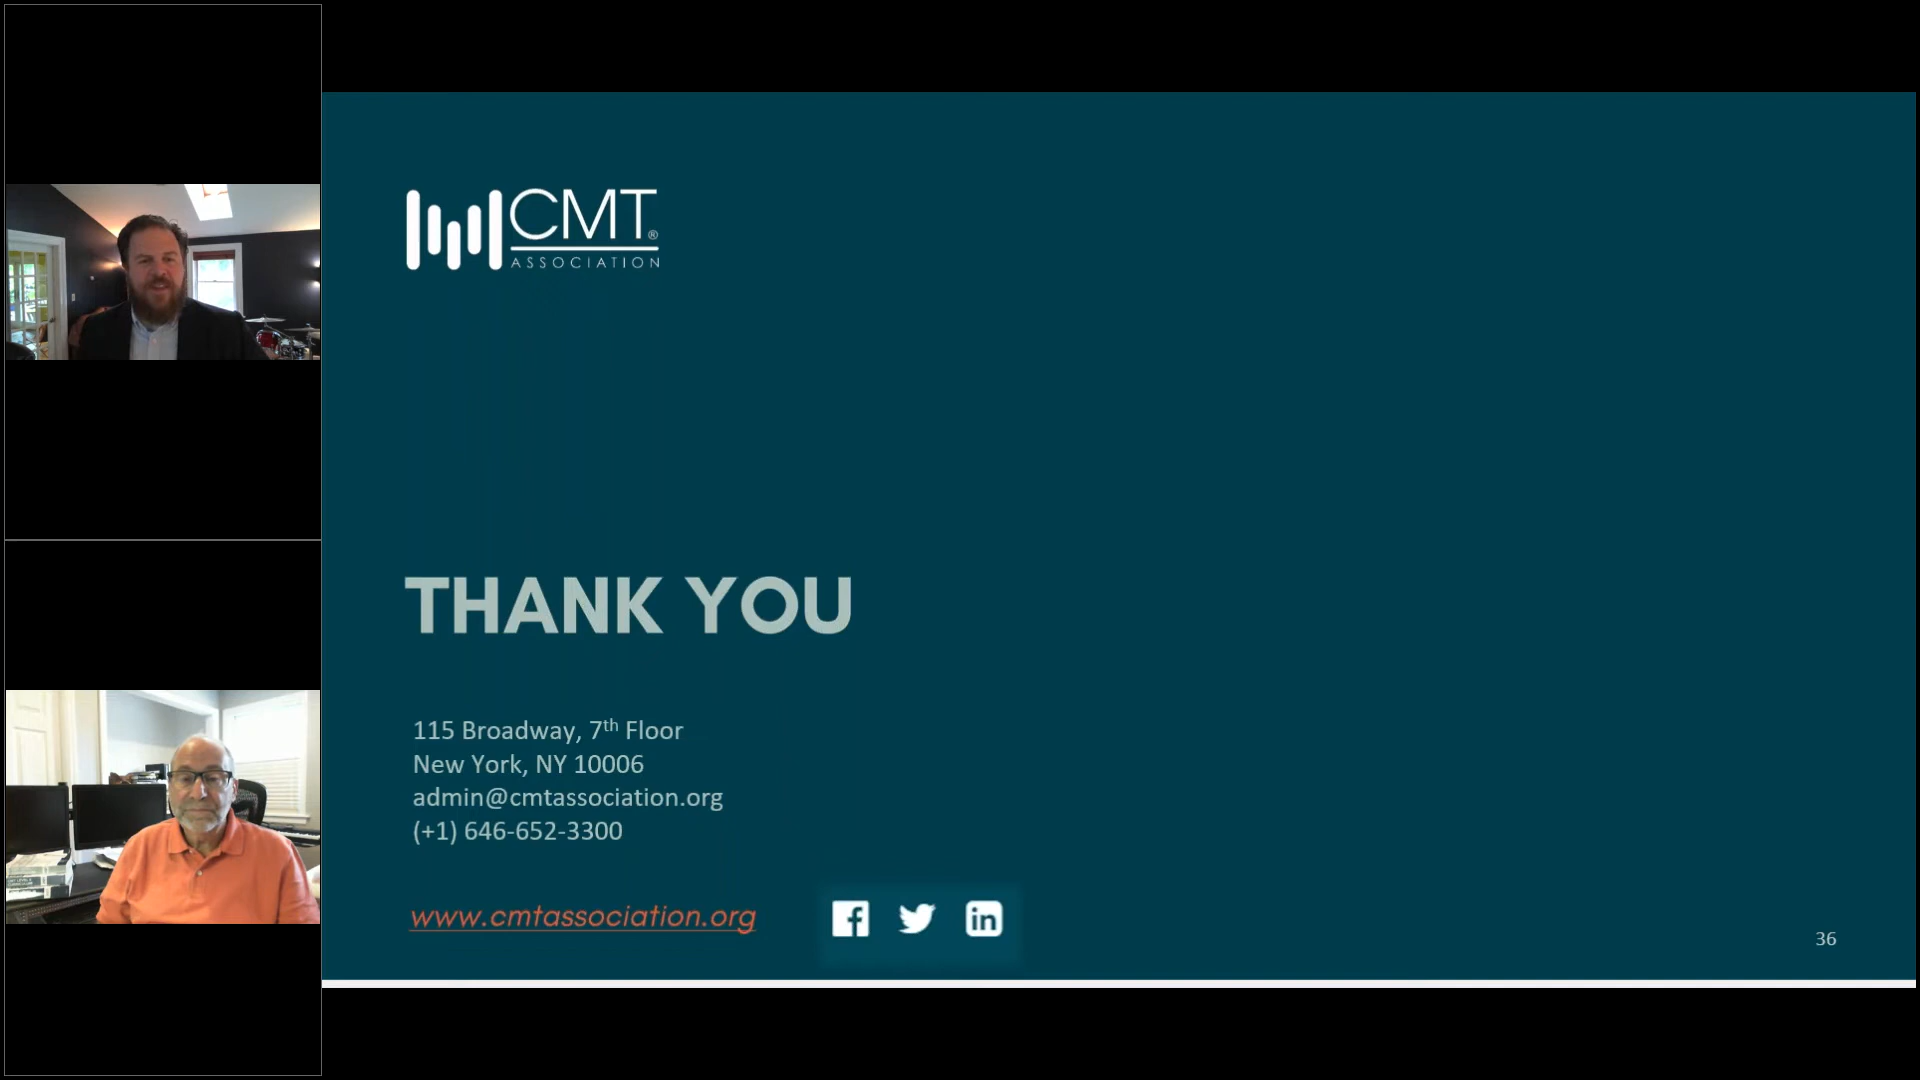 CMT®
ASSOCIATION
THANK YOU
115 Broadway, 7th Floor
New York, NY 10006
admin@cmtassociation.org
(+1) 646-652-3300
www.cmtassociation.org
36